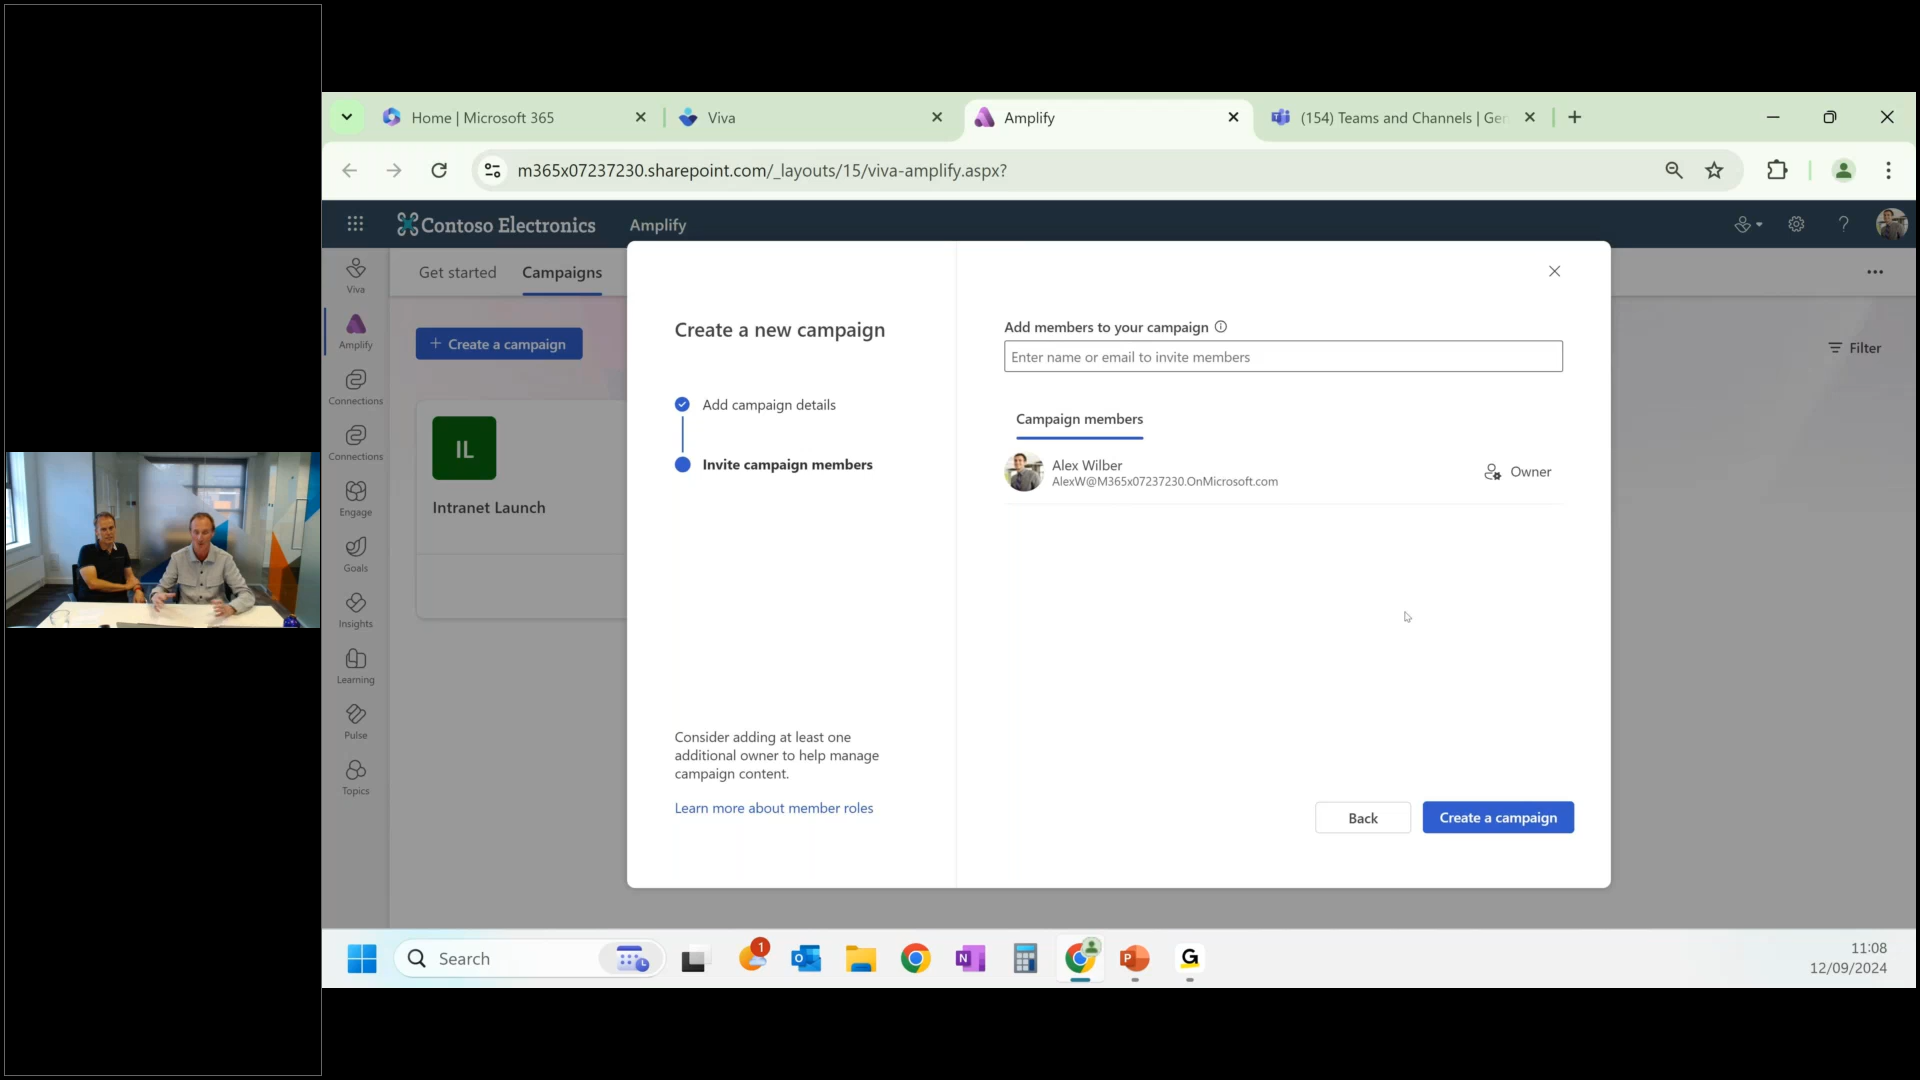 Home | Microsoft 365
Viva
Amplify
(154) Teams and Channels | Ger
m365x07237230.sharepoint.com/_layouts/15/viva-amplify.aspx?
Contoso Electronics
Amplify
Get started
Campaigns
Viva
Amplify
Connections
Connections
Engage
Goals
Insights
Learning
Pulse
Topics
+ Create a campaign
Filter
IL
Intranet Launch
Create a new campaign
Add campaign details
Invite campaign members
Consider adding at least one
additional owner to help manage
campaign content.
Learn more about member roles
Add members to your campaign
Enter name or email to invite members
Campaign members
Alex Wilber
AlexW@M365x07237230.OnMicrosoft.com
Owner
Back
Create a campaign
Search
1
11:08
12/09/2024